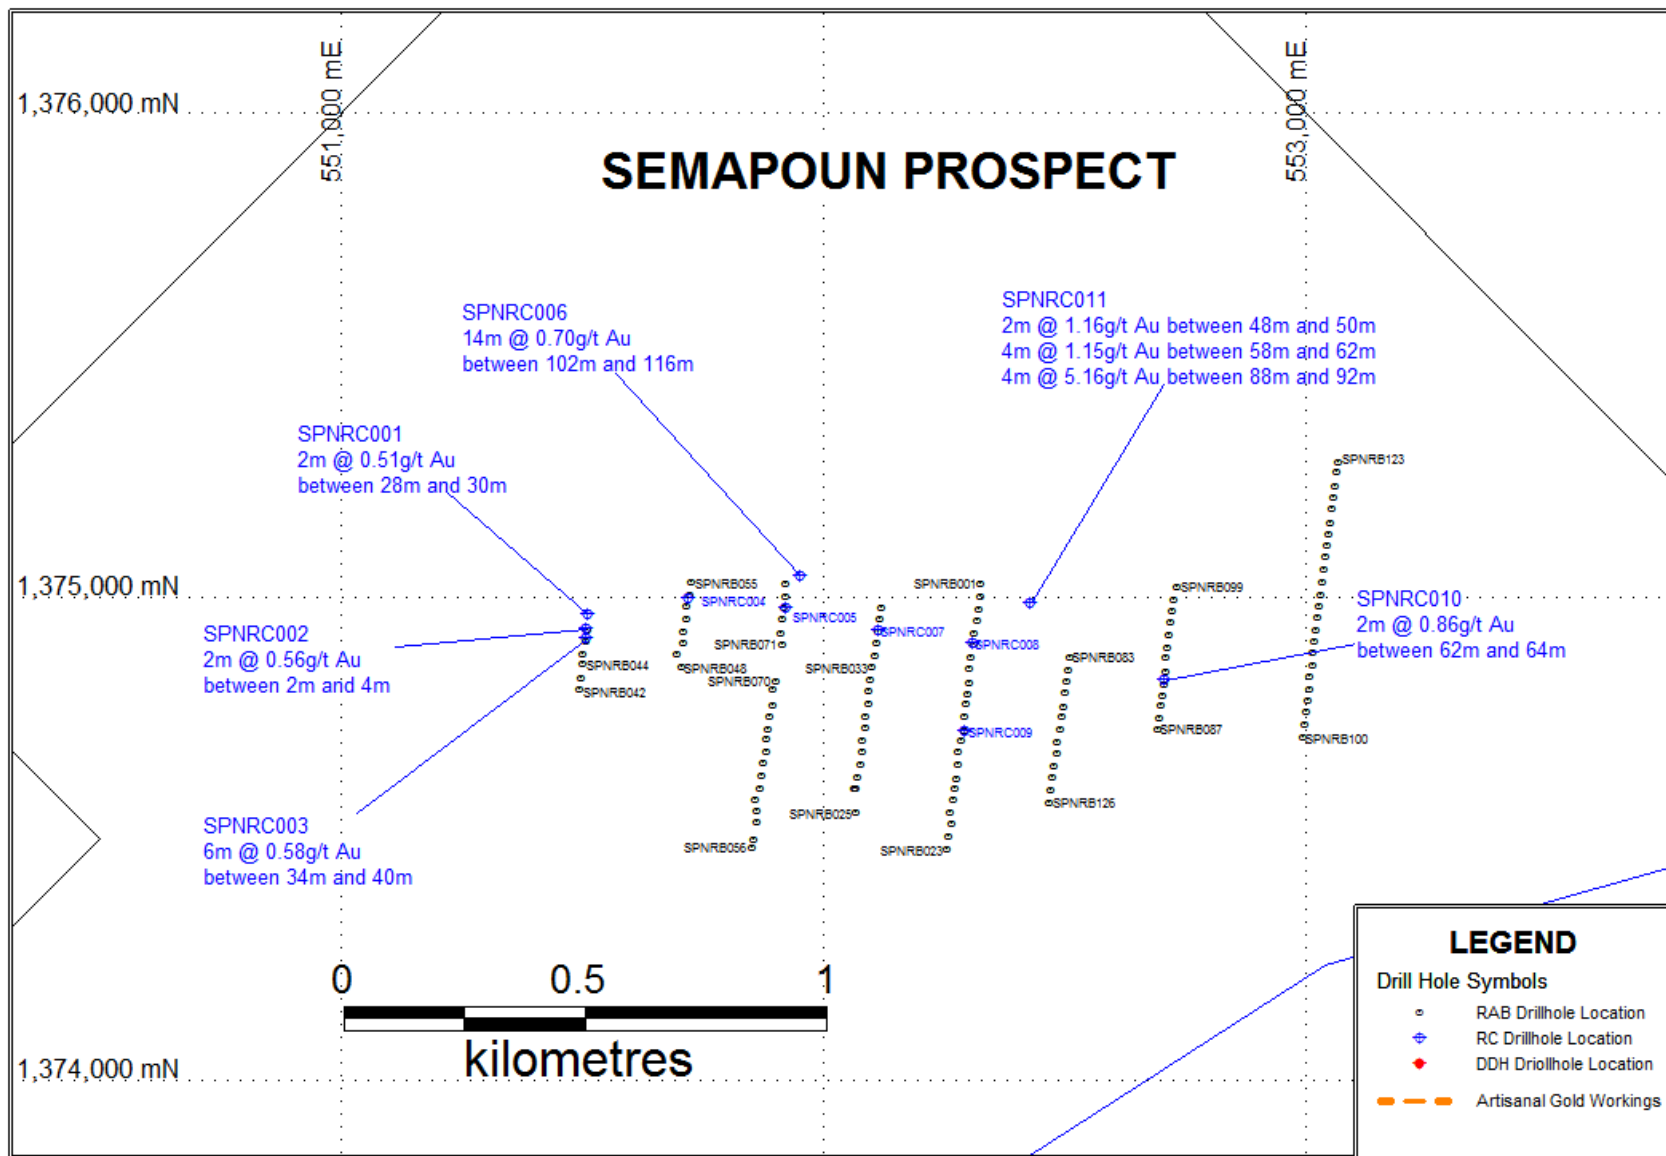 551,000 mE
553,000 mE
1,376,000 mN
SEMAPOUN PROSPECT
SPNRC006
14m @ 0.70g/t Au
between 102m and 116m
SPNRC011
2m @ 1.16g/t Au between 48m and 50m
4m @ 1.15g/t Au between 58m and 62m
4m @ 5.16g/t Au between 88m and 92m
SPNRC001
2m @ 0.51g/t Au
between 28m and 30m
SPNRB123
1,375,000 mN
SPNRB055
SPNRB001
SPNRB099
SPNRC004
SPNRC005
SPNRC007
SPNRC010
2m @ 0.86g/t Au
between 62m and 64m
SPNRC002
2m @ 0.56g/t Au
between 2m and 4m
SPNRB071
SPNRC008
SPNRB044
SPNRB048
SPNRB033
SPNRB083
SPNRB070
SPNRB042
SPNRC009
SPNRB087
SPNRB100
SPNRB126
SPNRB025
SPNRC003
6m @ 0.58g/t Au
between 34m and 40m
SPNRB056
SPNRB023
0 0.5 1
kilometres
1,374,000 mN
LEGEND
Drill Hole Symbols
RAB Drillhole Location
RC Drillhole Location
DDH Driollhole Location
Artisanal Gold Workings